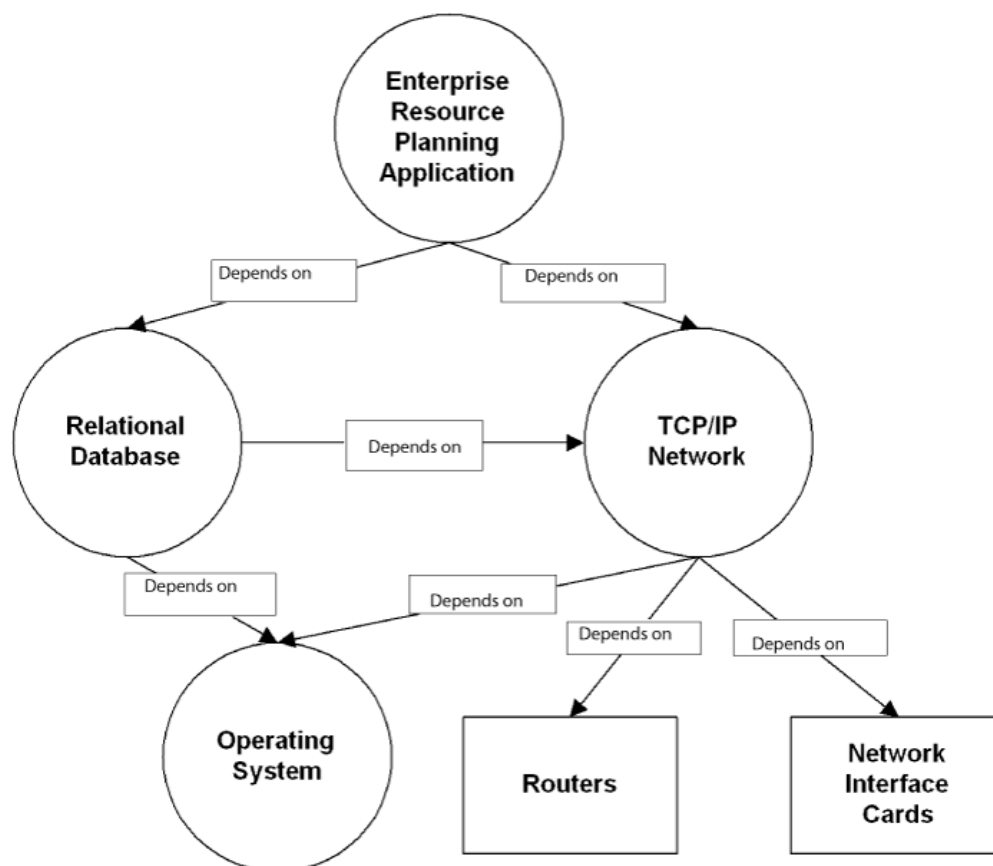 Enterprise
Resource
Planning
Application
Depends on
Depends on
Relational
Database
Depends on
TCP/IP
Network
Depends on
Depends on
Depends on
Depends on
Operating
System
Routers
Network
Interface
Cards